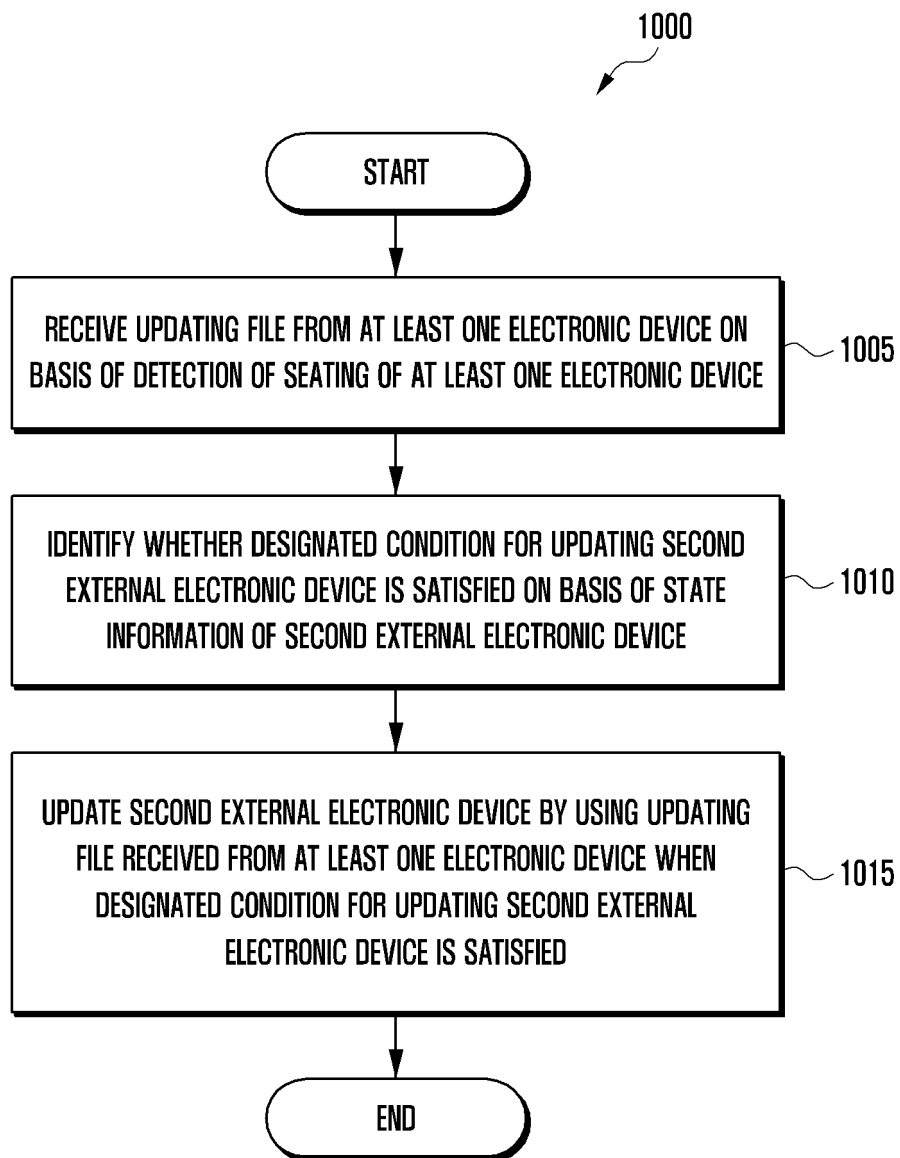 1000
START
RECEIVE UPDATING FILE FROM AT LEAST ONE ELECTRONIC DEVICE ON
BASIS OF DETECTION OF SEATING OF AT LEAST ONE ELECTRONIC DEVICE
1005
IDENTIFY WHETHER DESIGNATED CONDITION FOR UPDATING SECOND
EXTERNAL ELECTRONIC DEVICE IS SATISFIED ON BASIS OF STATE
INFORMATION OF SECOND EXTERNAL ELECTRONIC DEVICE
1010
UPDATE SECOND EXTERNAL ELECTRONIC DEVICE BY USING UPDATING
FILE RECEIVED FROM AT LEAST ONE ELECTRONIC DEVICE WHEN
DESIGNATED CONDITION FOR UPDATING SECOND EXTERNAL
ELECTRONIC DEVICE IS SATISFIED
1015
END